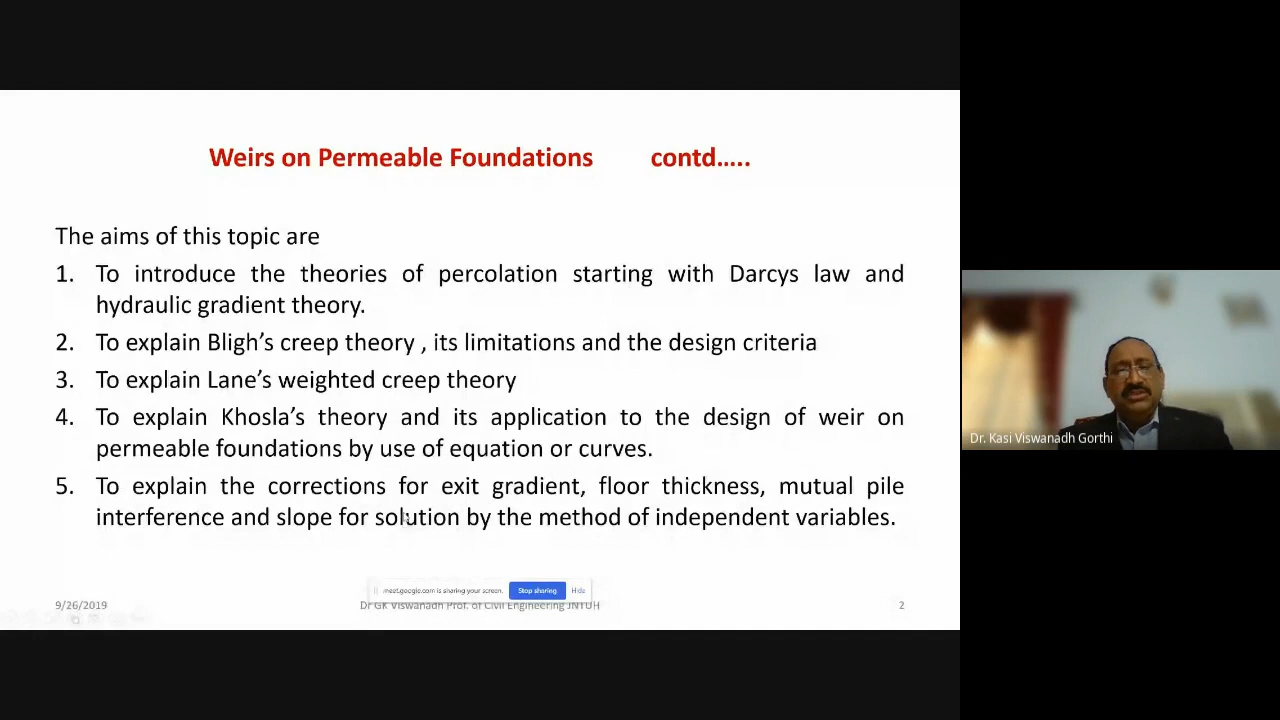 Weirs on Permeable Foundations contd…..
The aims of this topic are
1. To introduce the theories of percolation starting with Darcys law and
hydraulic gradient theory.
2. To explain Bligh’s creep theory , its limitations and the design criteria
3. To explain Lane’s weighted creep theory
4. To explain Khosla’s theory and its application to the design of weir on
permeable foundations by use of equation or curves.
5. To explain the corrections for exit gradient, floor thickness, mutual pile
interference and slope for solution by the method of independent variables.
meet.google.com is sharing your screen. Stop sharing Hide
9/26/2019 Dr GK Viswanadh Prof. of Civil Engineering JNTUH 2
Dr. Kasi Viswanadh Gorthi